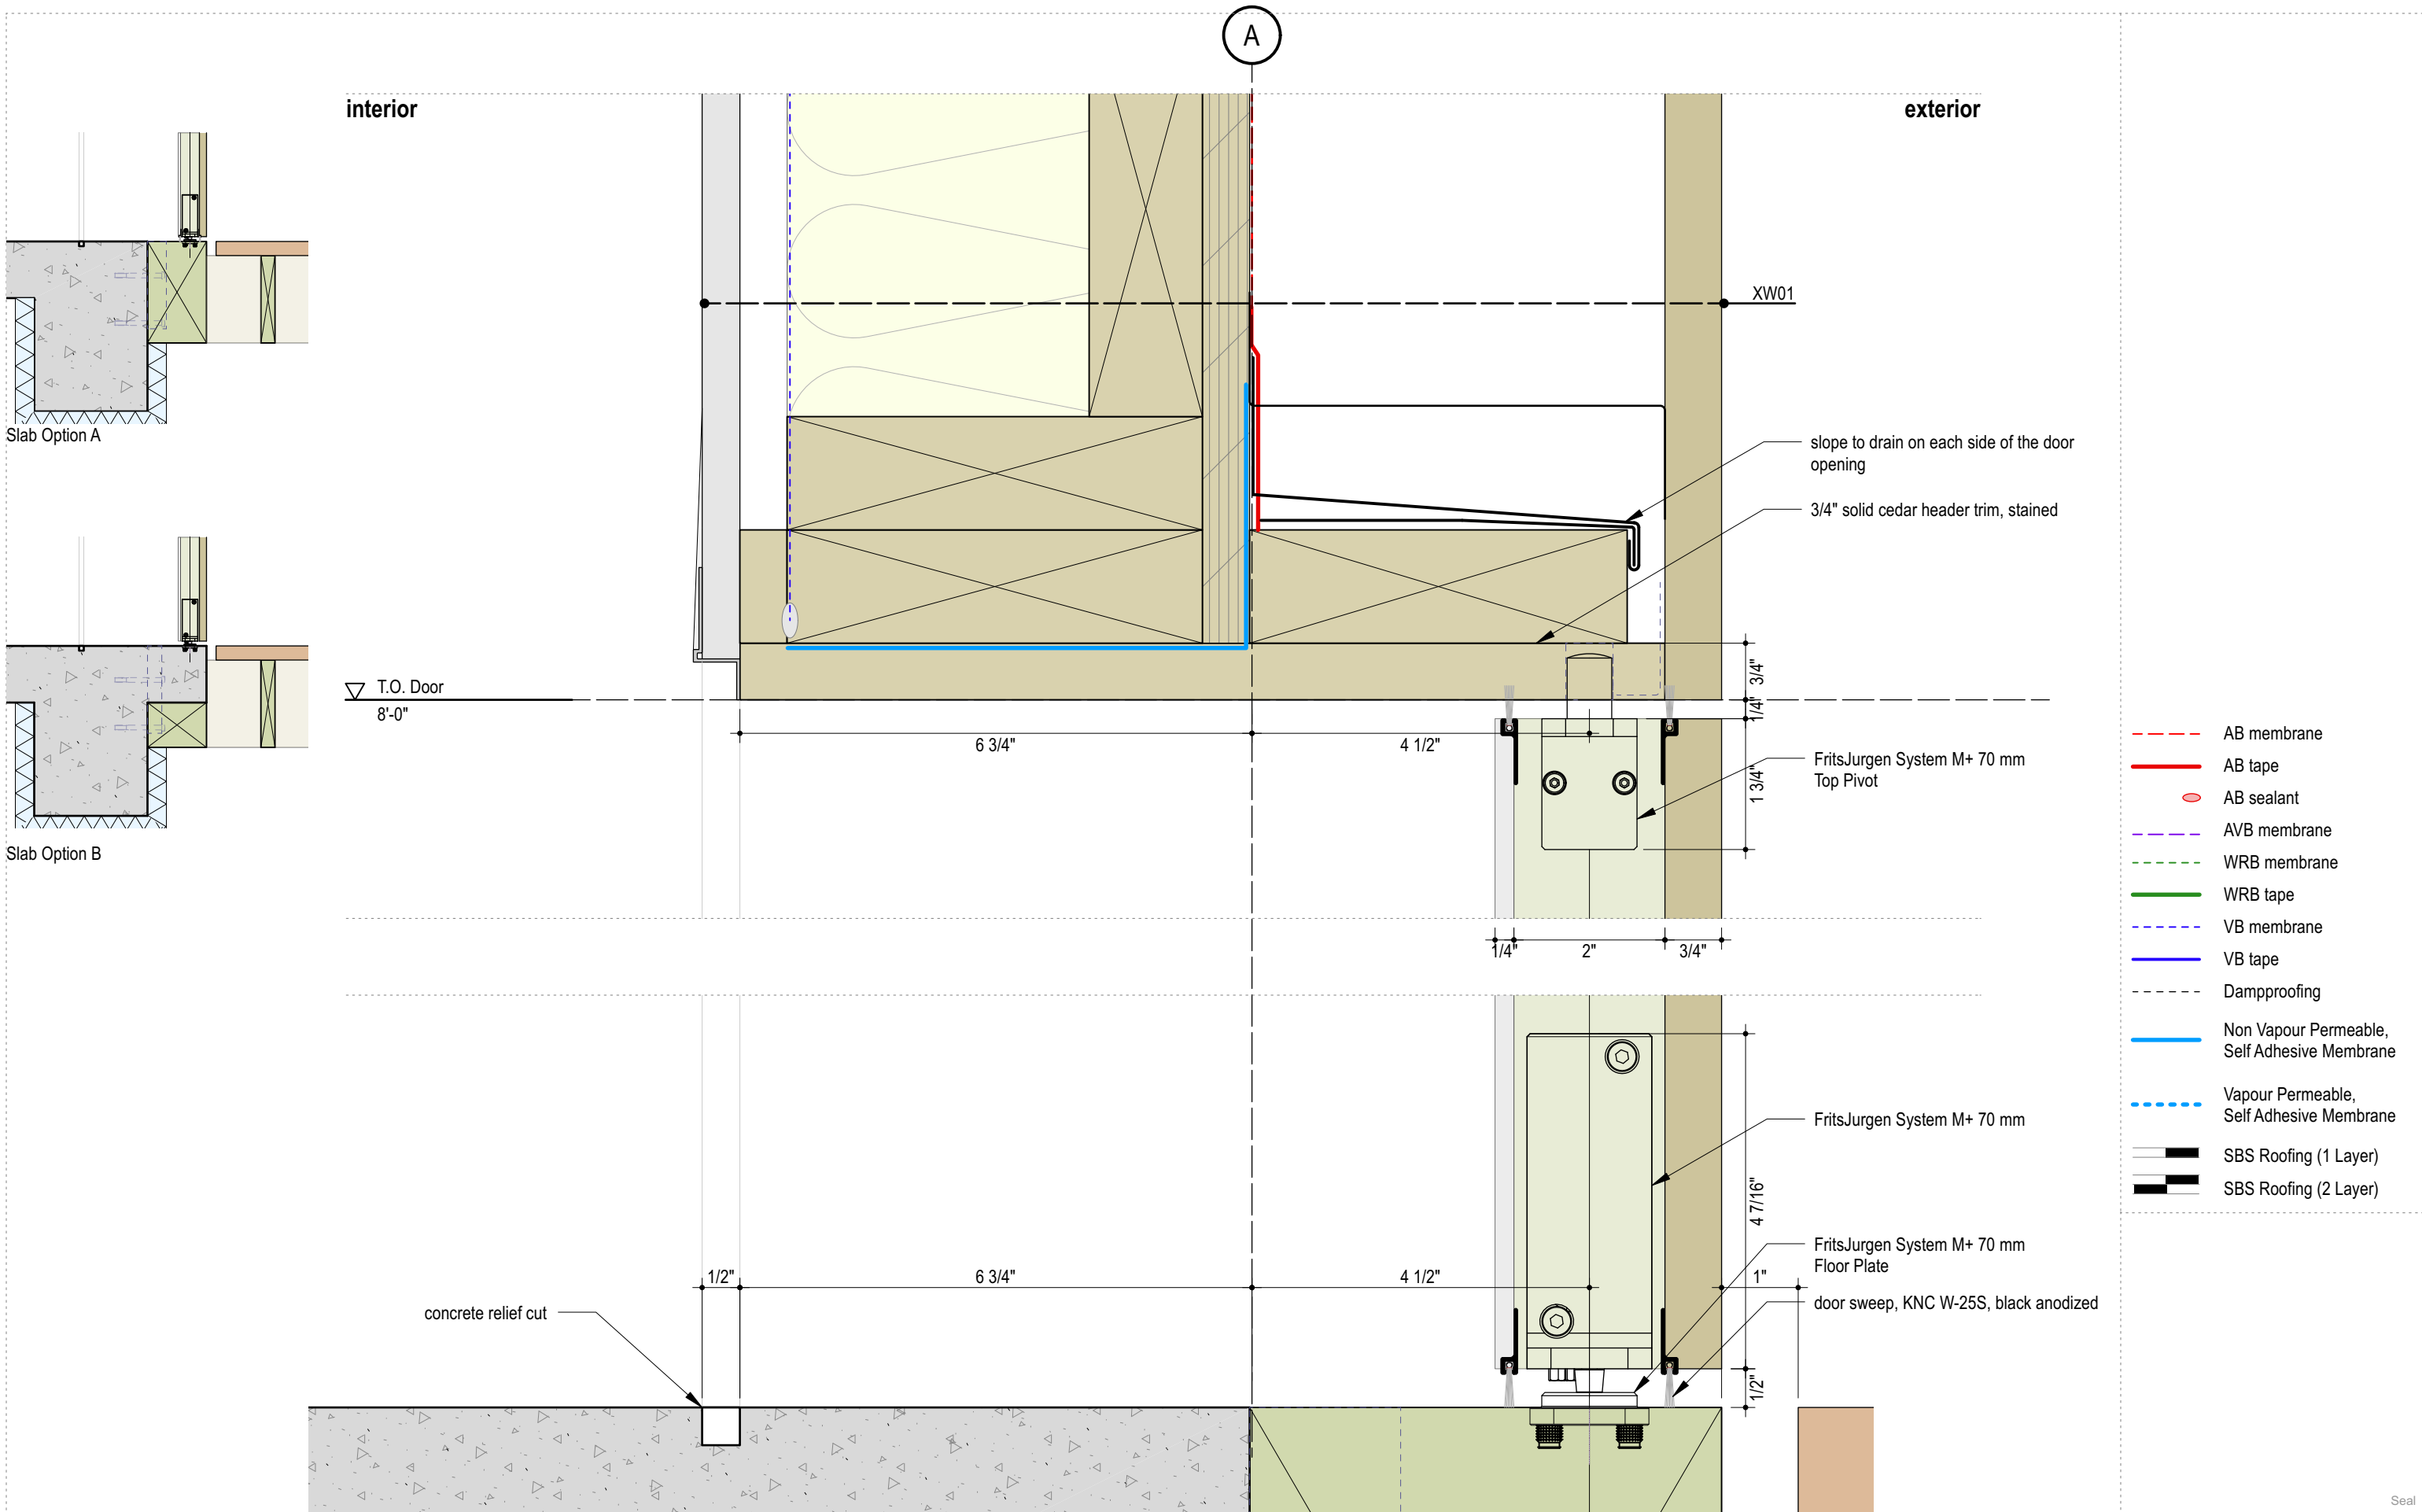 A
interior
exterior
XW01
Slab Option A
slope to drain on each side of the door
opening
3/4" solid cedar header trim, stained
T.O. Door
8'-0"
3/4"
1/4"
6 3/4"
4 1/2"
1 3/4"
FritsJurgen System M+ 70 mm
Top Pivot
Slab Option B
1/4"
2"
3/4"
FritsJurgen System M+ 70 mm
4 7/16"
FritsJurgen System M+ 70 mm
Floor Plate
1/2"
6 3/4"
4 1/2"
1"
door sweep, KNC W-25S, black anodized
concrete relief cut
1/2"
AB membrane
AB tape
AB sealant
AVB membrane
WRB membrane
WRB tape
VB membrane
VB tape
Dampproofing
Non Vapour Permeable,
Self Adhesive Membrane
Vapour Permeable,
Self Adhesive Membrane
SBS Roofing (1 Layer)
SBS Roofing (2 Layer)
Seal